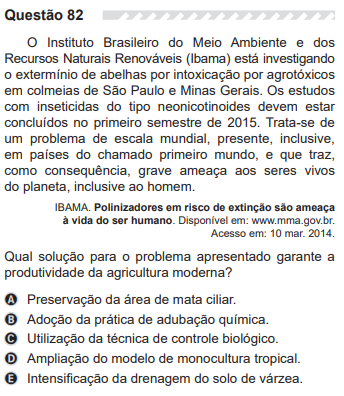 Questão 82
O Instituto Brasileiro do Meio Ambiente e dos
Recursos Naturais Renováveis (Ibama) está investigando
o extermínio de abelhas por intoxicação por agrotóxicos
em colmeias de São Paulo e Minas Gerais. Os estudos
com inseticidas do tipo neonicotinoides devem estar
concluídos no primeiro semestre de 2015. Trata-se de
um problema de escala mundial, presente, inclusive,
em países do chamado primeiro mundo, e que traz,
como consequência, grave ameaça aos seres vivos
do planeta, inclusive ao homem.
IBAMA. Polinizadores em risco de extinção são ameaça
à vida do ser humano. Disponível em: www.mma.gov.br.
Acesso em: 10 mar. 2014.
Qual solução para o problema apresentado garante a
produtividade da agricultura moderna?
A Preservação da área de mata ciliar.
B Adoção da prática de adubação química.
C Utilização da técnica de controle biológico.
D Ampliação do modelo de monocultura tropical.
E Intensificação da drenagem do solo de várzea.